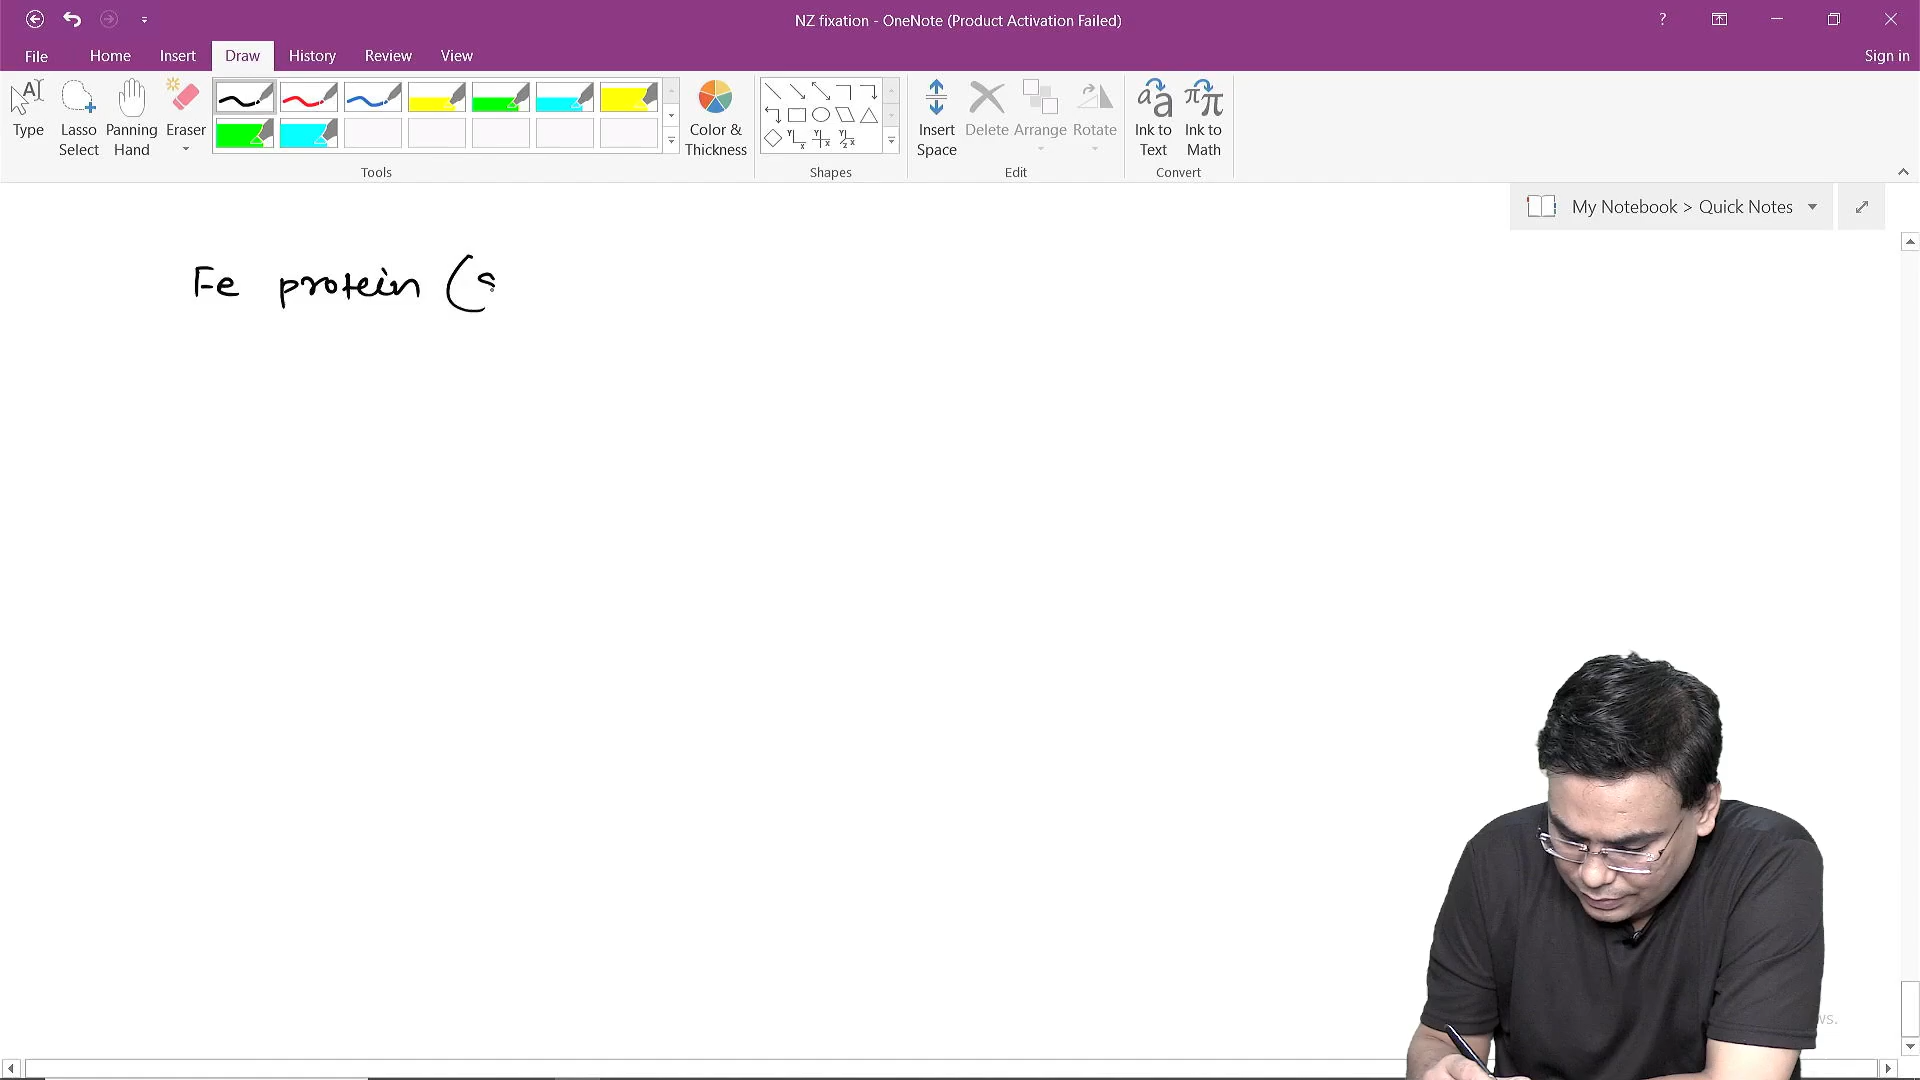 NZ fixation - OneNote (Product Activation Failed)
?
File Home Insert Draw History Review View
Sign in
Type
Lasso Select
Panning Hand
Eraser
Color & Thickness
Insert Space
Delete
Arrange
Rotate
Ink to Text
Ink to Math
Tools
Shapes
Edit
Convert
My Notebook > Quick Notes
Fe protein (
ws.